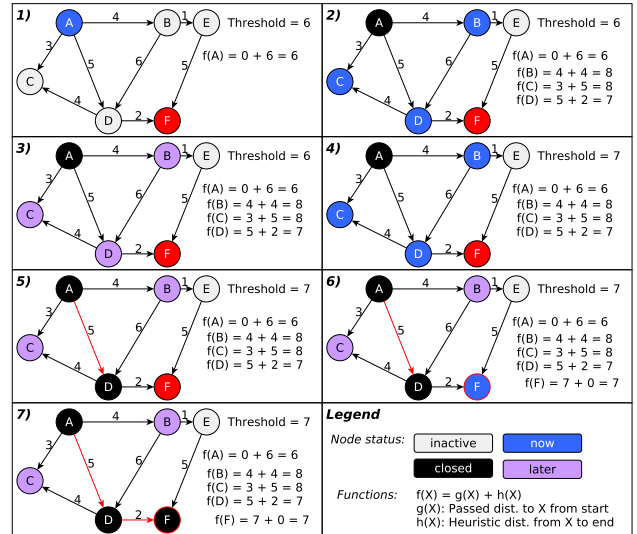 1)
A
4
B
1
E
Threshold = 6
3
5
6
5
f(A) = 0 + 6 = 6
C
4
D
2
F
2)
A
4
B
1
E
Threshold = 6
3
5
6
5
f(A) = 0 + 6 = 6
f(B) = 4 + 4 = 8
f(C) = 3 + 5 = 8
f(D) = 5 + 2 = 7
C
4
D
2
F
3)
A
4
B
1
E
Threshold = 6
3
5
6
5
f(A) = 0 + 6 = 6
f(B) = 4 + 4 = 8
f(C) = 3 + 5 = 8
f(D) = 5 + 2 = 7
C
4
D
2
F
4)
A
4
B
1
E
Threshold = 7
3
5
6
5
f(A) = 0 + 6 = 6
f(B) = 4 + 4 = 8
f(C) = 3 + 5 = 8
f(D) = 5 + 2 = 7
C
4
D
2
F
5)
A
4
B
1
E
Threshold = 7
3
5
6
5
f(A) = 0 + 6 = 6
f(B) = 4 + 4 = 8
f(C) = 3 + 5 = 8
f(D) = 5 + 2 = 7
C
4
D
2
F
6)
A
4
B
1
E
Threshold = 7
3
5
6
5
f(A) = 0 + 6 = 6
f(B) = 4 + 4 = 8
f(C) = 3 + 5 = 8
f(D) = 5 + 2 = 7
f(F) = 7 + 0 = 7
C
4
D
2
F
7)
A
4
B
1
E
Threshold = 7
3
5
6
5
f(A) = 0 + 6 = 6
f(B) = 4 + 4 = 8
f(C) = 3 + 5 = 8
f(D) = 5 + 2 = 7
f(F) = 7 + 0 = 7
C
4
D
2
F
Legend
Node status:
inactive
now
closed
later
Functions:
f(X) = g(X) + h(X)
g(X): Passed dist. to X from start
h(X): Heuristic dist. from X to end